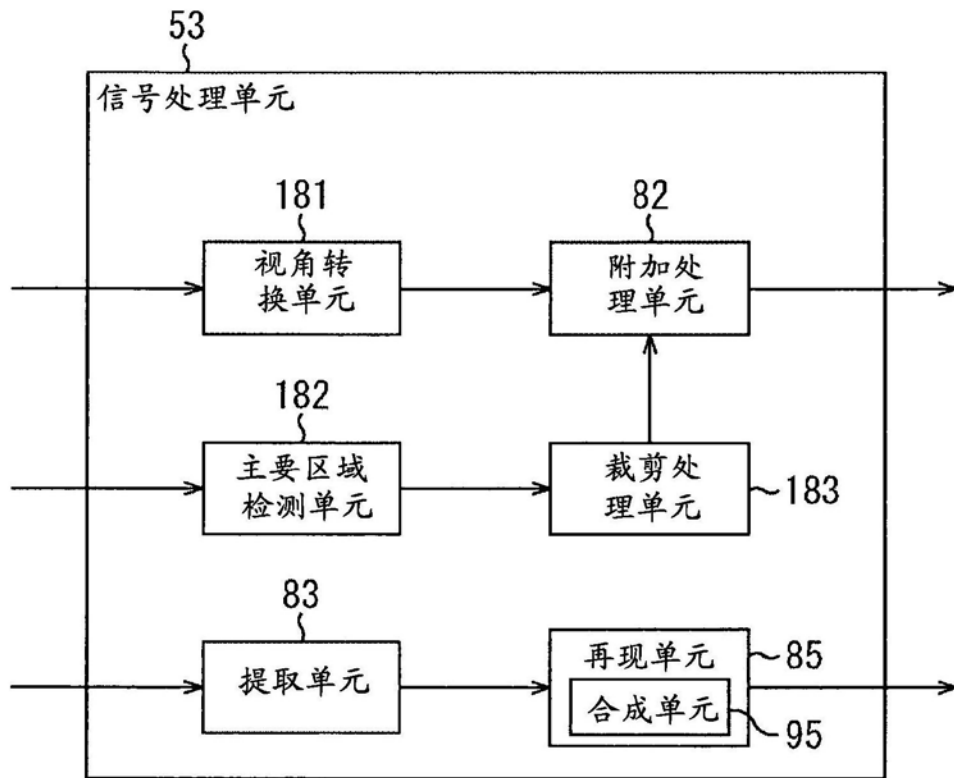 53
信号处理单元
181
视角转
换单元
82
附加处
理单元
182
主要区域
检测单元
裁剪处
理单元
183
83
提取单元
再现单元
85
合成单元
95